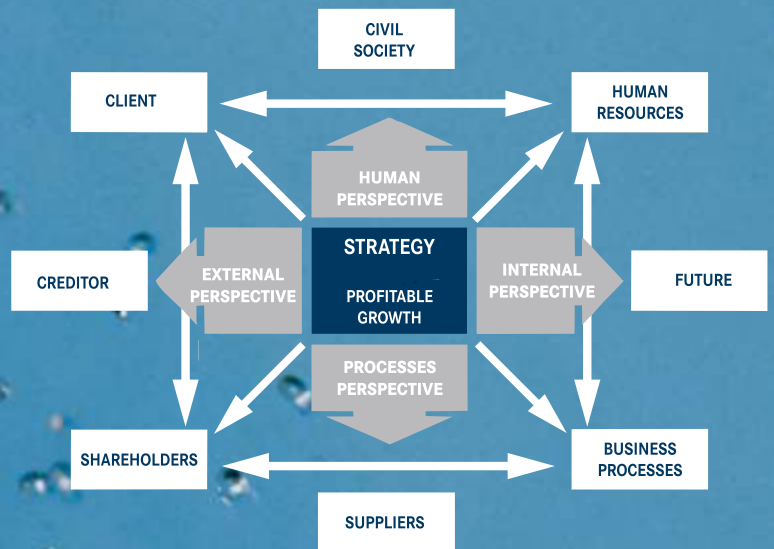 CIVIL
SOCIETY
CLIENT
HUMAN
RESOURCES
HUMAN
PERSPECTIVE
STRATEGY
PROFITABLE
GROWTH
CREDITOR
EXTERNAL
PERSPECTIVE
INTERNAL
PERSPECTIVE
FUTURE
PROCESSES
PERSPECTIVE
SHAREHOLDERS
BUSINESS
PROCESSES
SUPPLIERS